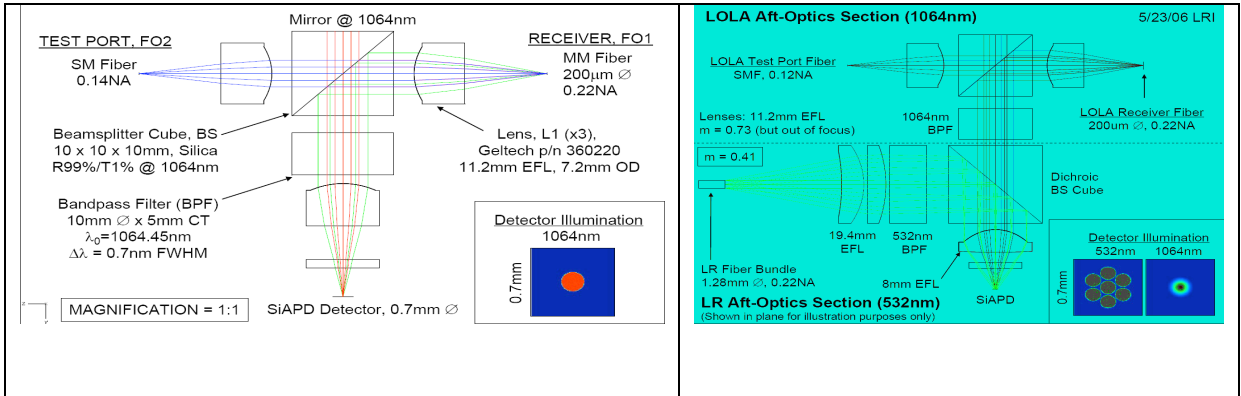 Mirror @ 1064nm
TEST PORT, FO2
SM Fiber
0.14NA
RECEIVER, FO1
MM Fiber
200µm ∅
0.22NA
Beamsplitter Cube, BS
10 x 10 x 10mm, Silica
R99%/T1% @ 1064nm
Lens, L1 (x3),
Geltech p/n 360220
11.2mm EFL, 7.2mm OD
Bandpass Filter (BPF)
10mm ∅ x 5mm CT
λ₀=1064.45nm
Δλ = 0.7nm FWHM
Detector Illumination
1064nm
0.7mm
MAGNIFICATION = 1:1
SiAPD Detector, 0.7mm ∅
LOLA Aft-Optics Section (1064nm)
5/23/06 LRI
LOLA Test Port Fiber
SMF, 0.12NA
LOLA Receiver Fiber
200um ∅, 0.22NA
Lenses: 11.2mm EFL
m = 0.73 (but out of focus)
1064nm
BPF
m = 0.41
Dichroic
BS Cube
19.4mm
EFL
532nm
BPF
LR Fiber Bundle
1.28mm ∅, 0.22NA
8mm EFL
SiAPD
Detector Illumination
532nm 1064nm
0.7mm
LR Aft-Optics Section (532nm)
(Shown in plane for illustration purposes only)